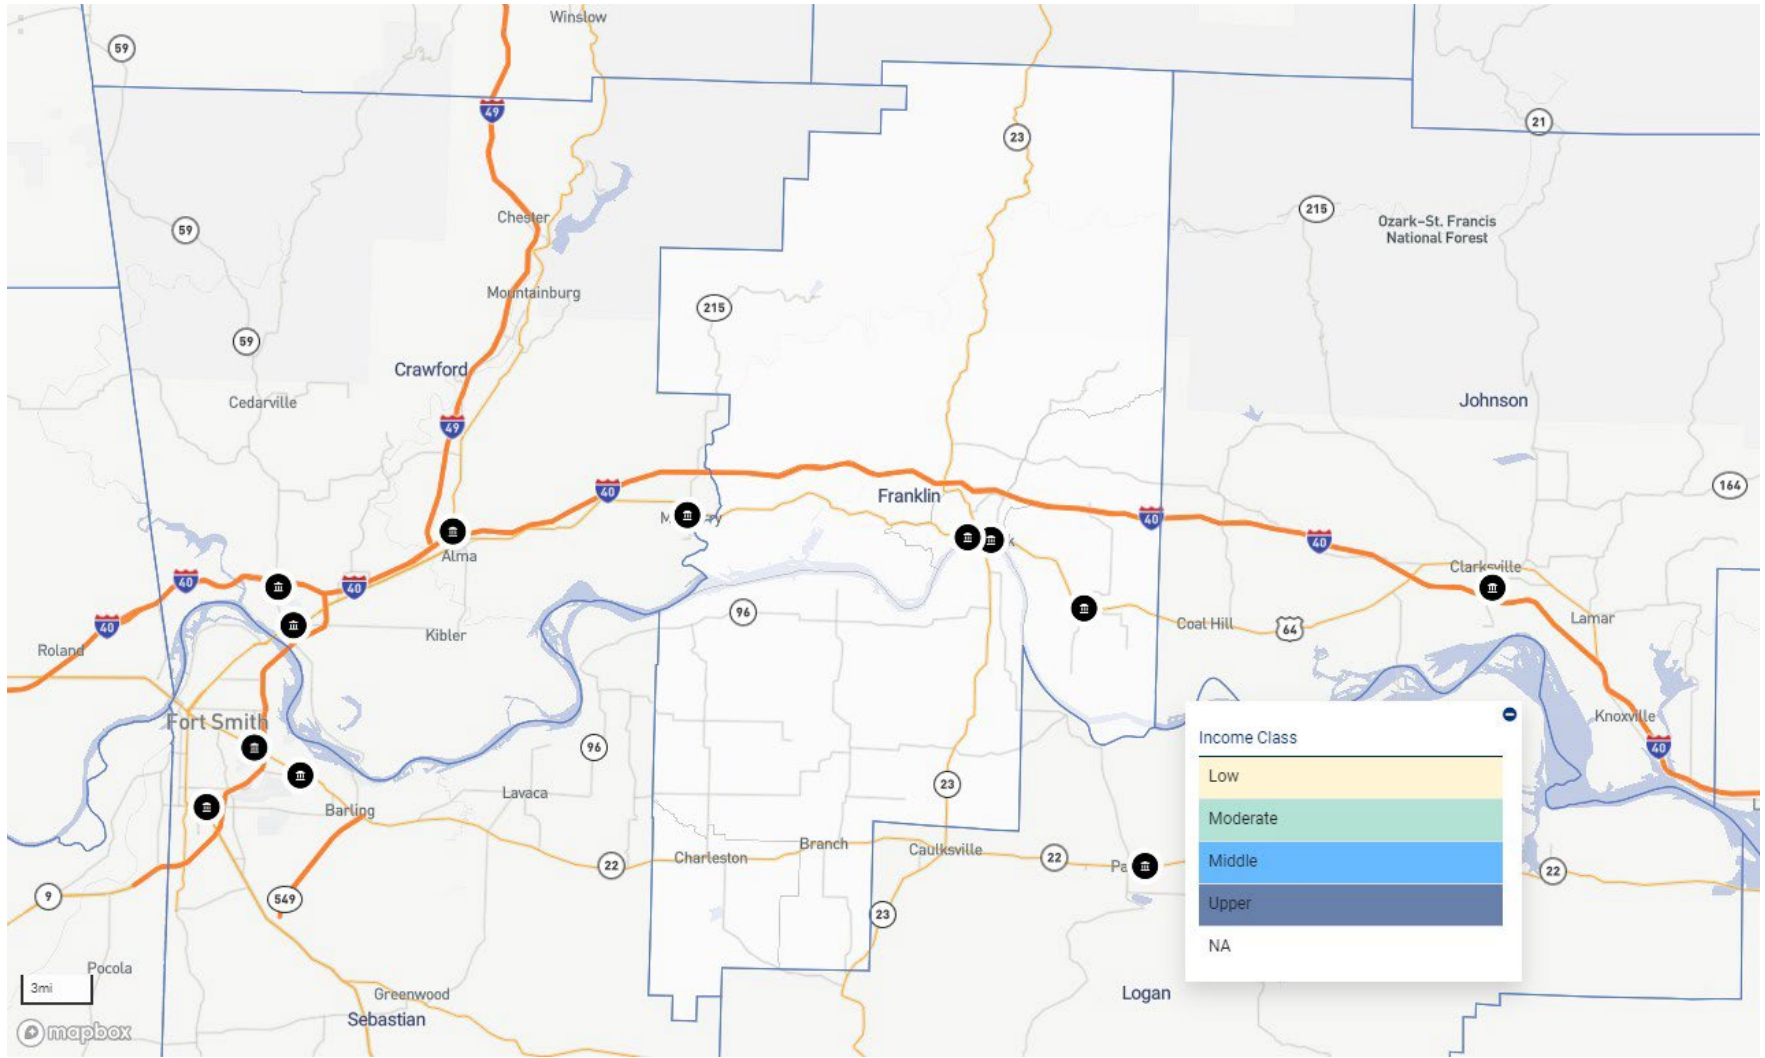 Winslow
59
49
21
23
Chester
215
Ozark–St. Francis
National Forest
59
Mountainburg
215
59
Crawford
Cedarville
Johnson
49
40
Franklin
164
40
40
Alma
Clarksville
40
40
96
Lamar
40
Kibler
Coal Hill
64
Roland
Fort Smith
Knoxville
96
40
Income Class
Low
Lavaca
23
Barling
Moderate
Branch
Caulksville
Charleston
22
22
22
Middle
9
549
23
Upper
NA
Pocola
3mi
Greenwood
Logan
Sebastian
mapbox